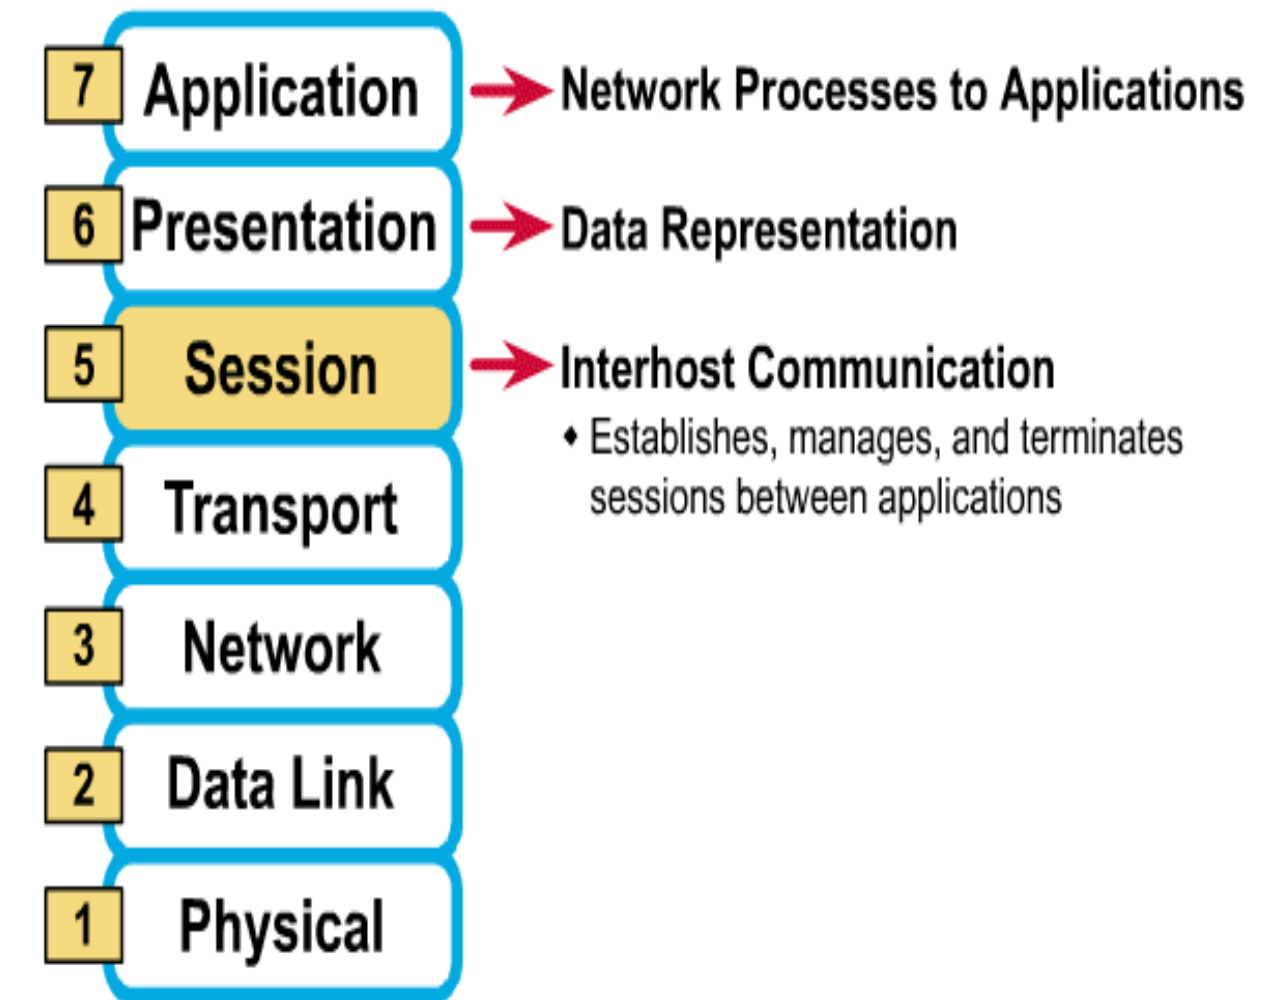 7 Application Network Processes to Applications
6 Presentation Data Representation
5 Session Interhost Communication
♦ Establishes, manages, and terminates
sessions between applications
4 Transport
3 Network
2 Data Link
1 Physical